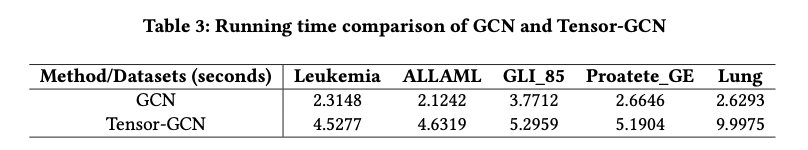 Table 3: Running time comparison of GCN and Tensor-GCN
Method/Datasets (seconds) Leukemia ALLAML GLI_85 Proatete_GE Lung
GCN 2.3148 2.1242 3.7712 2.6646 2.6293
Tensor-GCN 4.5277 4.6319 5.2959 5.1904 9.9975